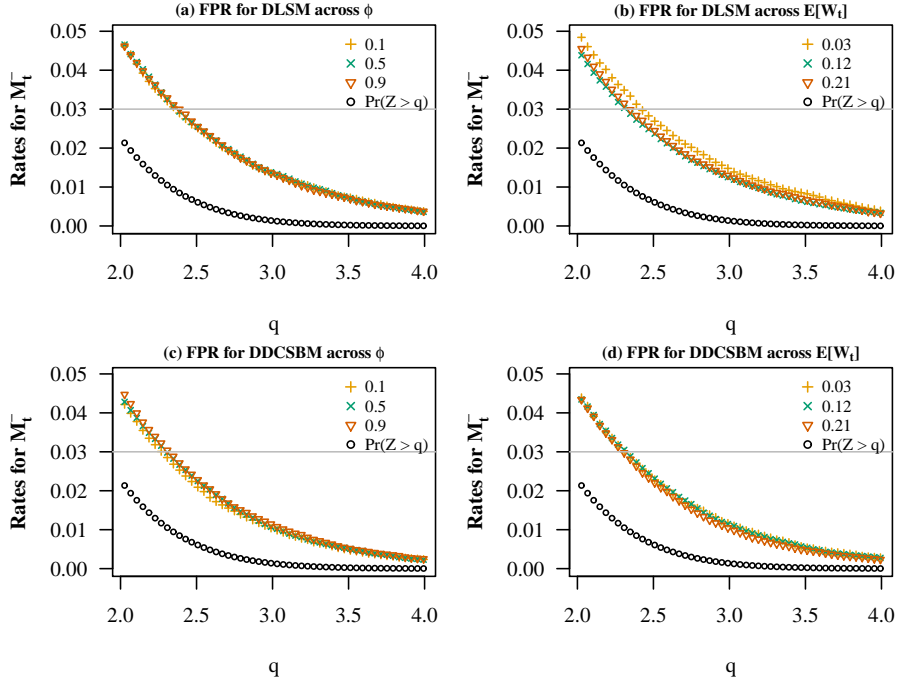 (a) FPR for DLSM across ϕ
0.05
0.04
0.03
0.02
0.01
0.00
Rates for M_t^-
0.1
0.5
0.9
Pr(Z > q)
2.0 2.5 3.0 3.5 4.0
q
(b) FPR for DLSM across E[W_t]
0.05
0.04
0.03
0.02
0.01
0.00
Rates for M_t^-
0.03
0.12
0.21
Pr(Z > q)
2.0 2.5 3.0 3.5 4.0
q
(c) FPR for DDCSBM across ϕ
0.05
0.04
0.03
0.02
0.01
0.00
Rates for M_t^-
0.1
0.5
0.9
Pr(Z > q)
2.0 2.5 3.0 3.5 4.0
q
(d) FPR for DDCSBM across E[W_t]
0.05
0.04
0.03
0.02
0.01
0.00
Rates for M_t^-
0.03
0.12
0.21
Pr(Z > q)
2.0 2.5 3.0 3.5 4.0
q